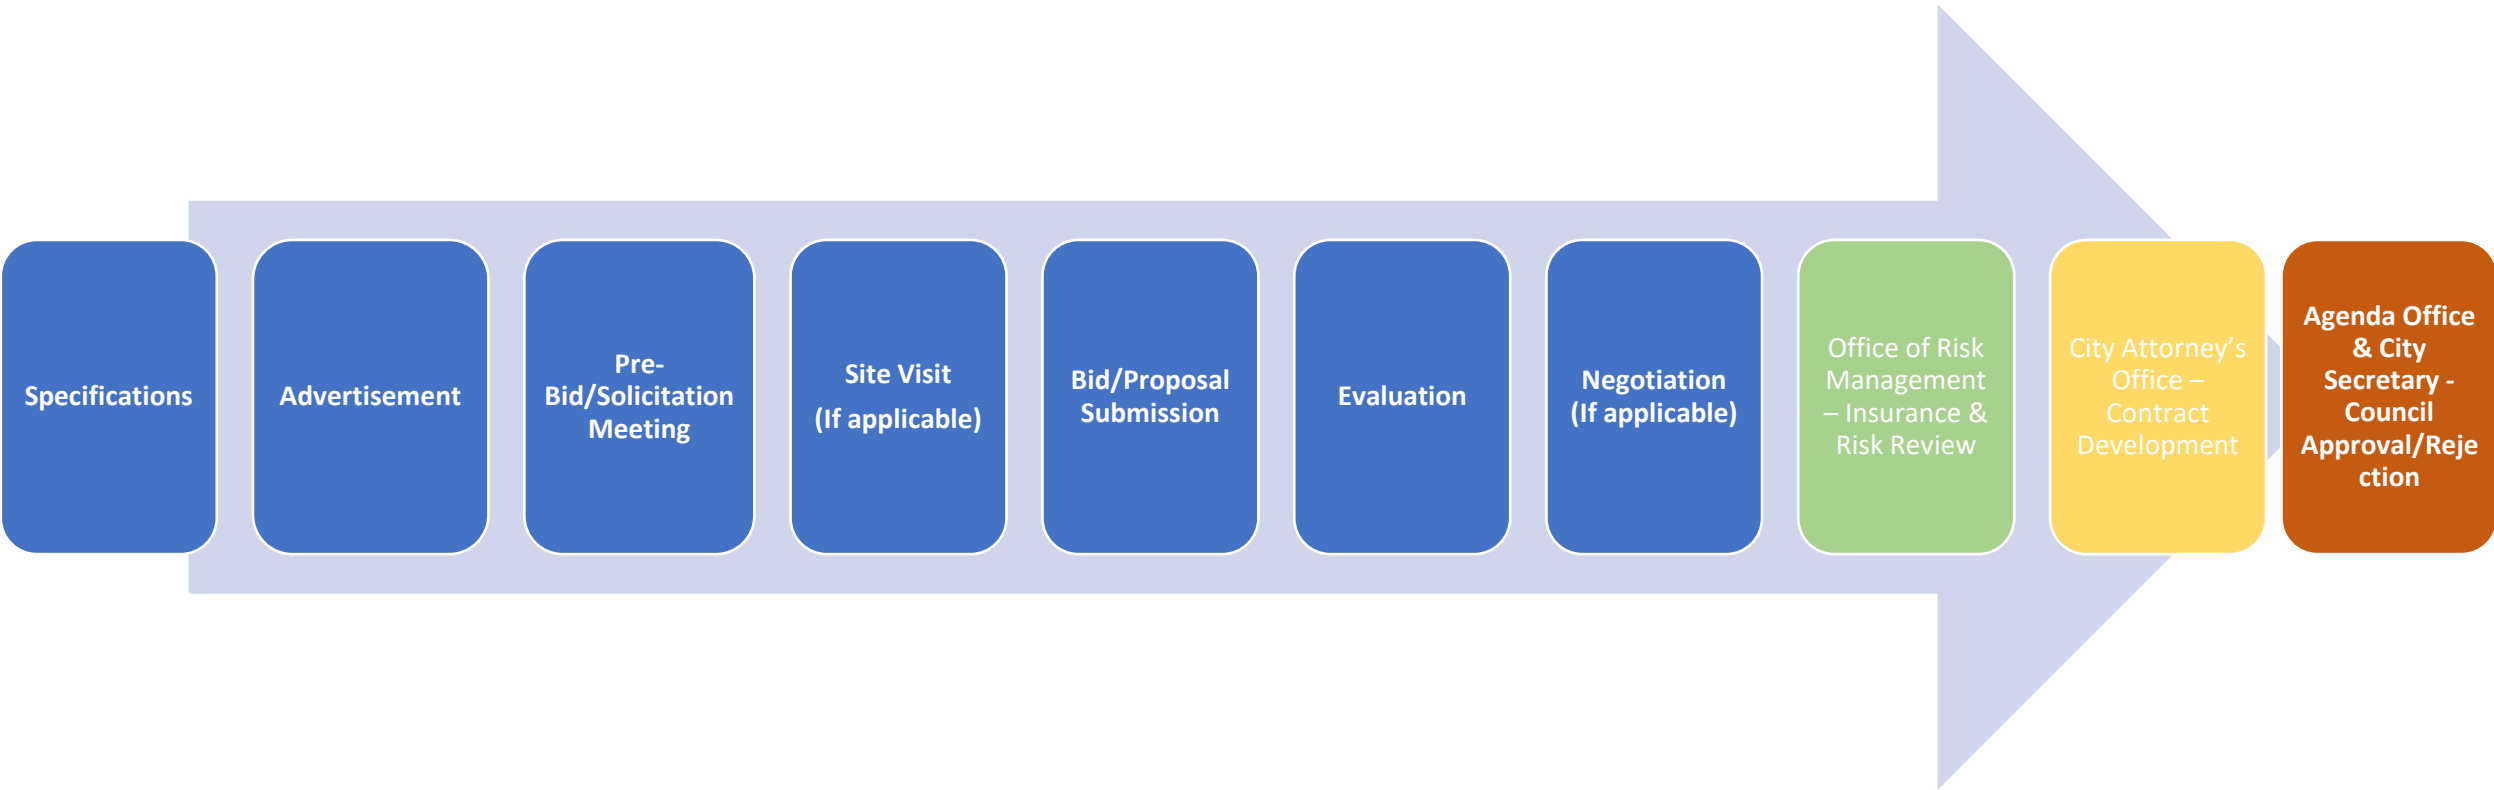 Specifications
Advertisement
Pre-
Bid/Solicitation
Meeting
Site Visit
(If applicable)
Bid/Proposal
Submission
Evaluation
Negotiation
(If applicable)
Office of Risk
Management
– Insurance &
Risk Review
City Attorney’s
Office –
Contract
Development
Agenda Office
& City
Secretary -
Council
Approval/Reje
ction